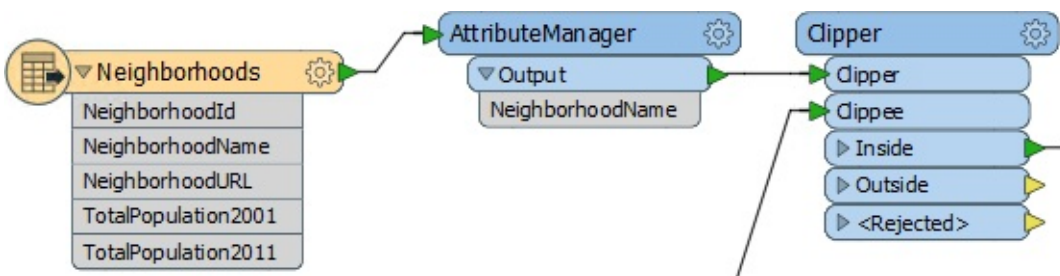 Neighborhoods
NeighborhoodId
NeighborhoodName
NeighborhoodURL
TotalPopulation2001
TotalPopulation2011
AttributeManager
Output
NeighborhoodName
Clipper
Clipper
Clippee
Inside
Outside
<Rejected>